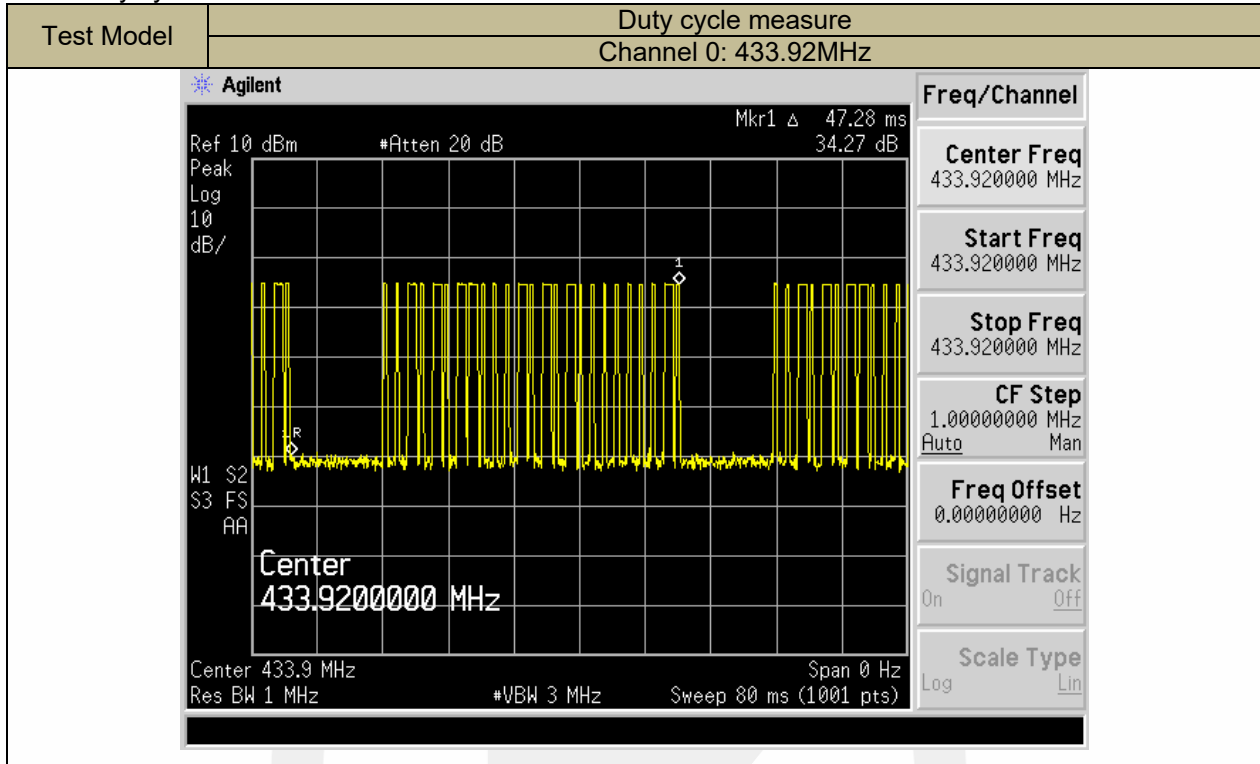 Test Model
Duty cycle measure
Channel 0: 433.92MHz
Agilent
Freq/Channel
Mkr1 Δ 47.28 ms
Ref 10 dBm #Atten 20 dB 34.27 dB
Peak
Log
10
dB/
1
1R
W1 S2
S3 FS
AA
Center
433.9200000 MHz
Center 433.9 MHz Span 0 Hz
Res BW 1 MHz #VBW 3 MHz Sweep 80 ms (1001 pts)
Center Freq
433.920000 MHz
Start Freq
433.920000 MHz
Stop Freq
433.920000 MHz
CF Step
1.00000000 MHz
Auto Man
Freq Offset
0.00000000 Hz
Signal Track
On Off
Scale Type
Log Lin